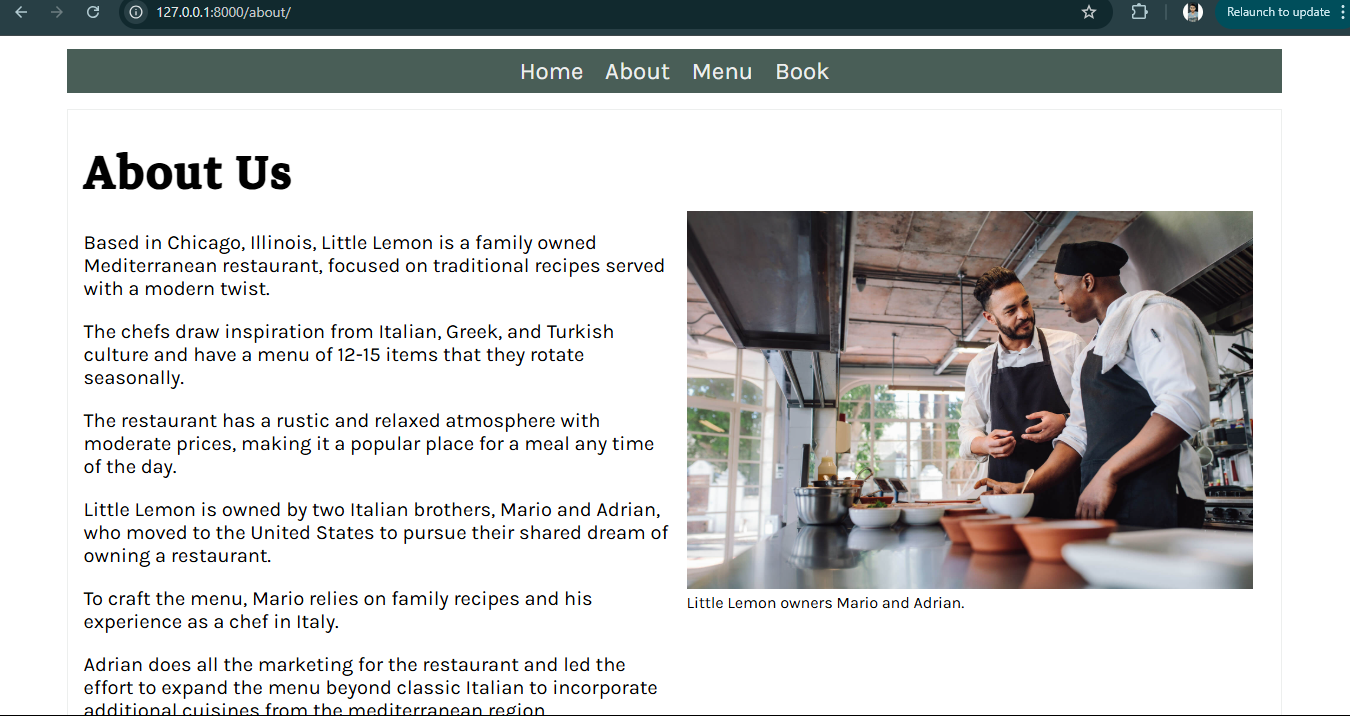 127.0.0.1:8000/about/
Relaunch to update
Home About Menu Book
About Us
Based in Chicago, Illinois, Little Lemon is a family owned
Mediterranean restaurant, focused on traditional recipes served
with a modern twist.
The chefs draw inspiration from Italian, Greek, and Turkish
culture and have a menu of 12-15 items that they rotate
seasonally.
The restaurant has a rustic and relaxed atmosphere with
moderate prices, making it a popular place for a meal any time
of the day.
Little Lemon is owned by two Italian brothers, Mario and Adrian,
who moved to the United States to pursue their shared dream of
owning a restaurant.
To craft the menu, Mario relies on family recipes and his
experience as a chef in Italy.
Adrian does all the marketing for the restaurant and led the
effort to expand the menu beyond classic Italian to incorporate
additional cuisines from the mediterranean region
Little Lemon owners Mario and Adrian.